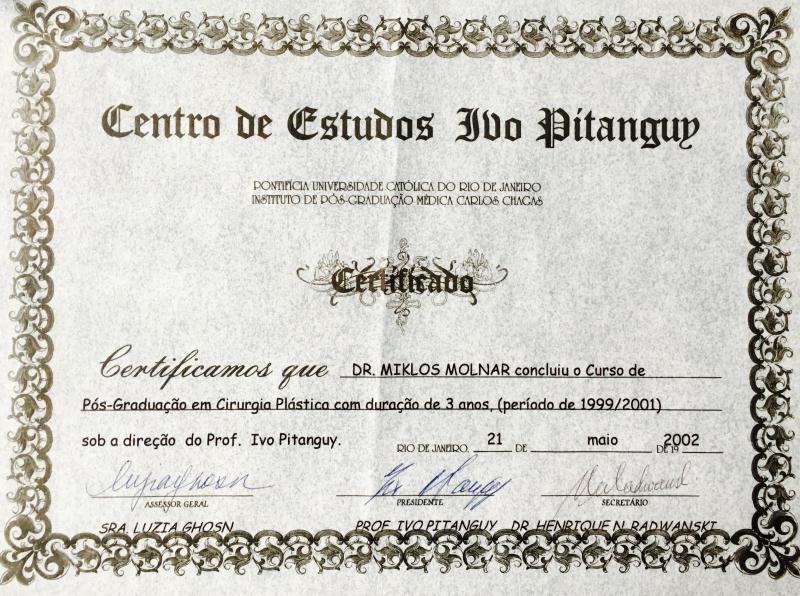 Centro de Estudos Ivo Pitanguy
PONTIFÍCIA UNIVERSIDADE CATÓLICA DO RIO DE JANEIRO
INSTITUTO DE PÓS-GRADUAÇÃO MÉDICA CARLOS CHAGAS
Certificado
Certificamos que DR. MIKLOS MOLNAR concluiu o Curso de
Pós-Graduação em Cirurgia Plástica com duração de 3 anos, (período de 1999/2001)
sob a direção do Prof. Ivo Pitanguy.
RIO DE JANEIRO, 21 DE maio DE 19 2002
ASSESSOR GERAL PRESIDENTE SECRETÁRIO
SRA. LUZIA GHOSN PROF. IVO PITANGUY DR. HENRIQUE N. RADWANSKI